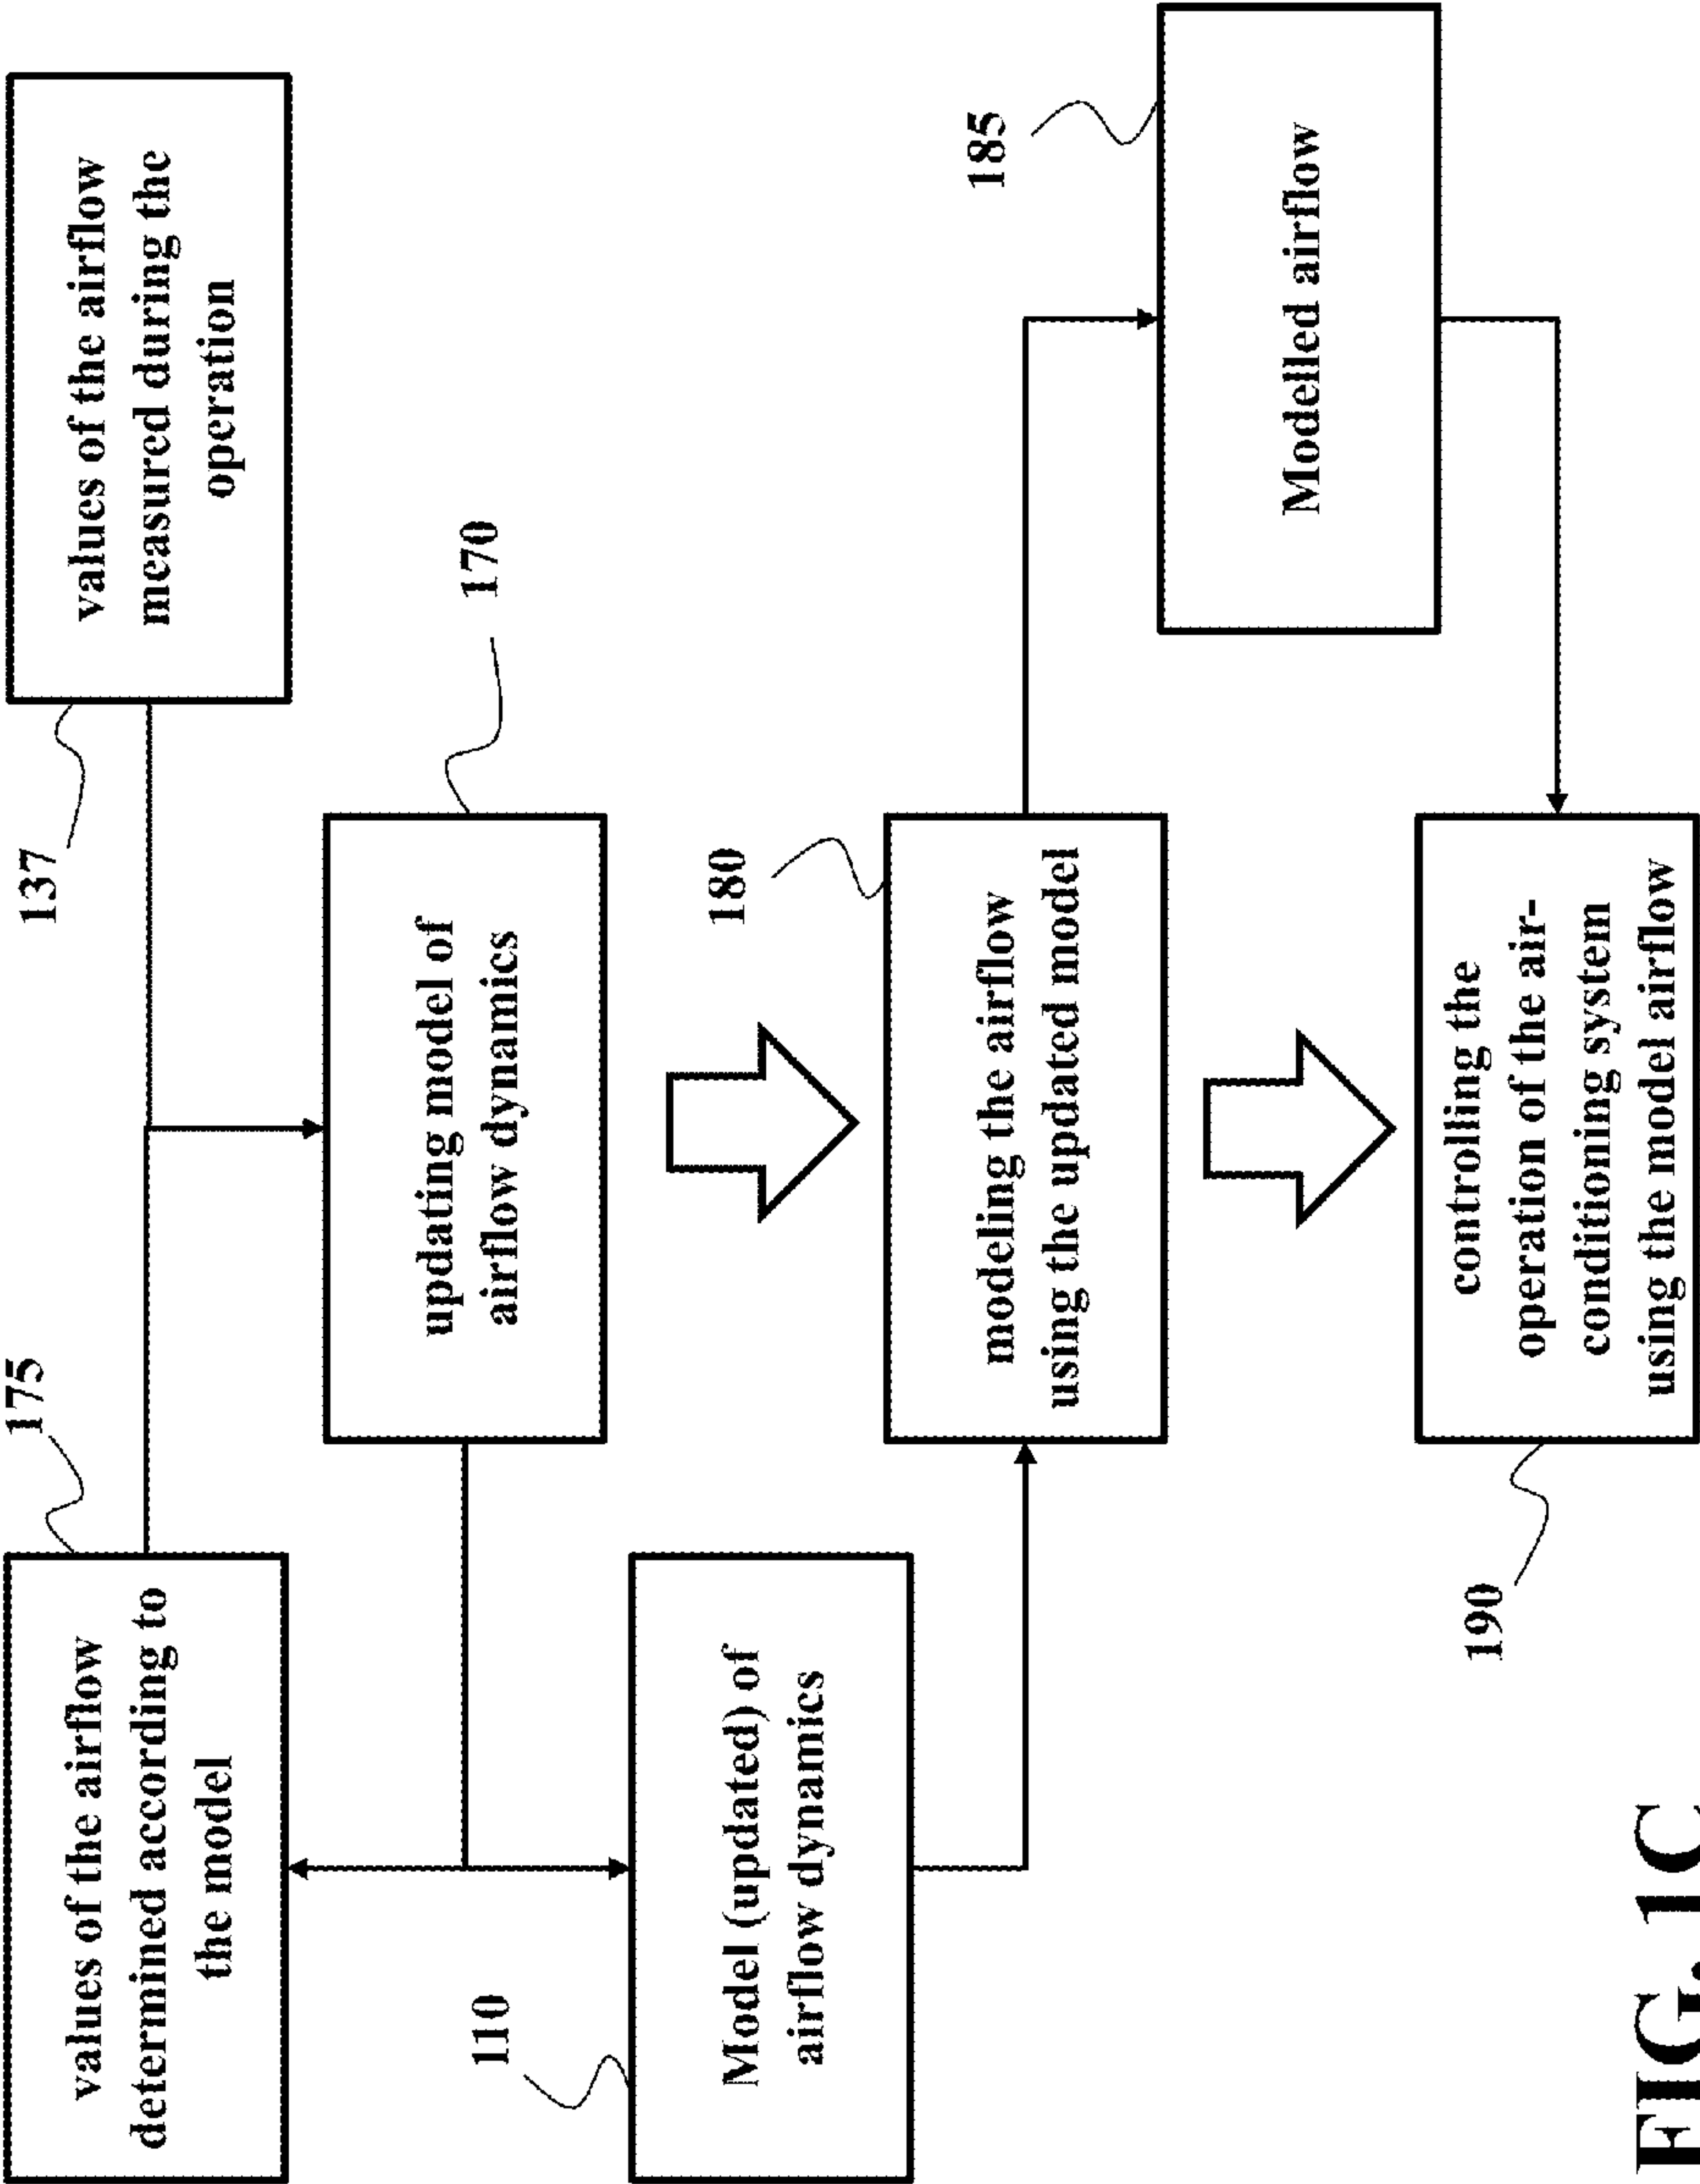 175
values of the airflow
determined according to
the model
137
values of the airflow
measured during the
operation
170
updating model of
airflow dynamics
110
Model (updated) of
airflow dynamics
180
modeling the airflow
using the updated model
185
Modelled airflow
190
controlling the
operation of the air-
conditioning system
using the model airflow
FIG. 1C